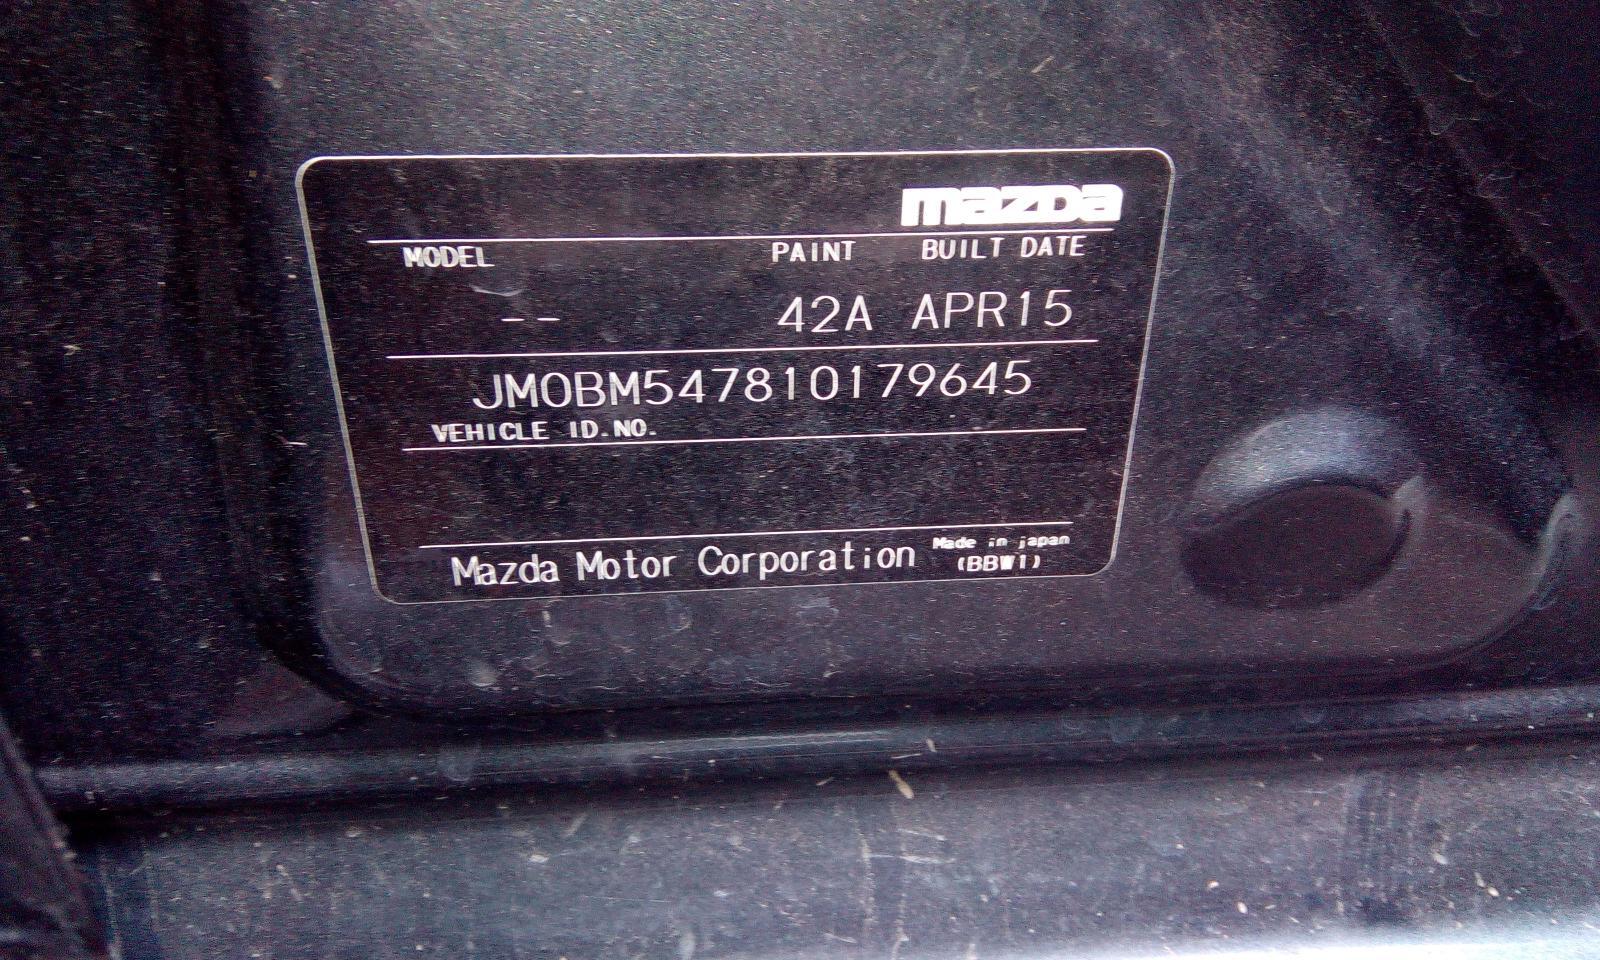 mazda
MODEL PAINT BUILT DATE
-- 42A APR15
JM0BM547810179645
VEHICLE ID.NO.
Mazda Motor Corporation Made in japan
(BBW1)